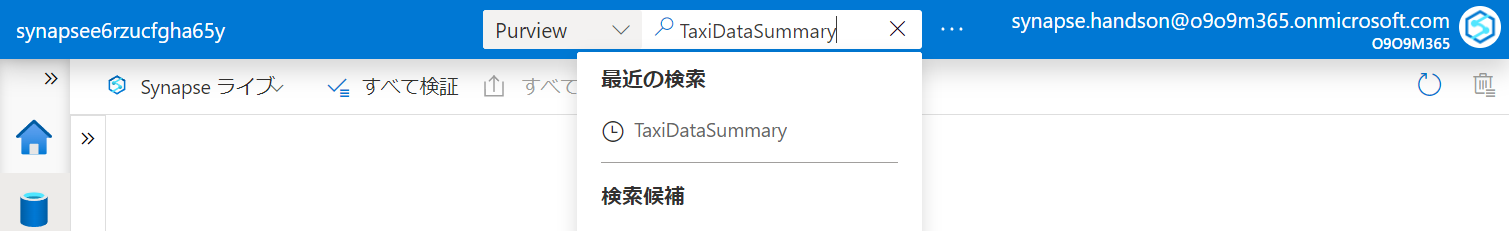 synapsee6rzucfgha65y
Purview
TaxiDataSummary
synapse.handson@o9o9m365.onmicrosoft.com
O9O9M365
Synapse ライブ
すべて検証
すべて
最近の検索
TaxiDataSummary
検索候補